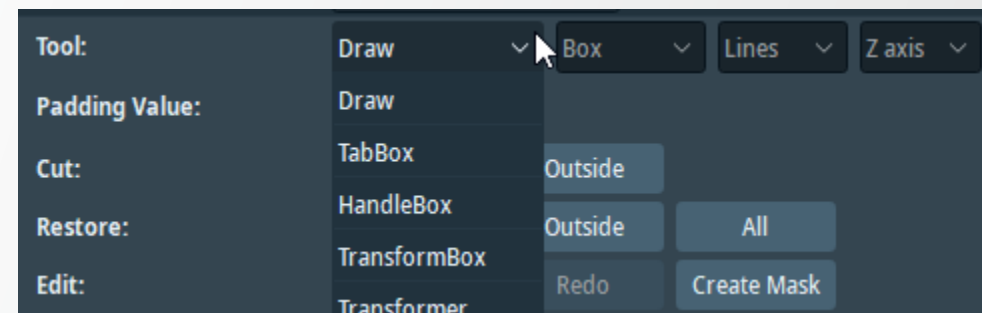 Tool: Draw Box Lines Z axis
Draw
Padding Value:
TabBox
Cut: Outside
HandleBox
Restore: Outside All
TransformBox
Edit: Redo Create Mask
Transformer